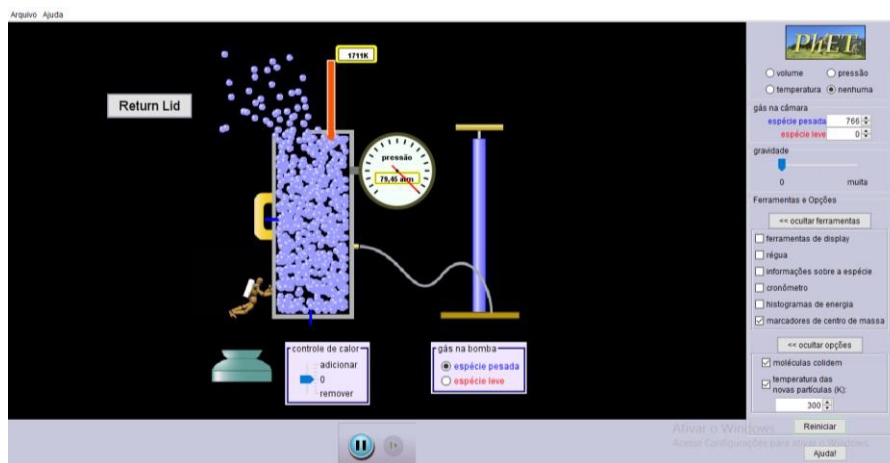 Arquivo Ajuda
1711K
Return Lid
pressão
79,45 atm
controle de calor
adicionar
0
remover
gás na bomba
espécie pesada
espécie leve
PhET
volume
pressão
temperatura
nenhuma
gás na câmara
espécie pesada 766
espécie leve 0
gravidade
0 muita
Ferramentas e Opções
<< ocultar ferramentas
ferramentas de display
régua
informações sobre a espécie
cronômetro
histogramas de energia
marcadores de centro de massa
<< ocultar opções
moléculas colidem
temperatura das
novas partículas (K):
300
Ativar o Windows
Acesse Configurações para ativar o Windows.
Reiniciar
Ajuda!